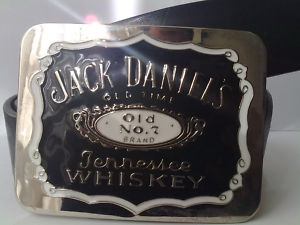 JACK DANIEL'S
OLD TIME
Old
No. 7
BRAND
Tennessee
WHISKEY